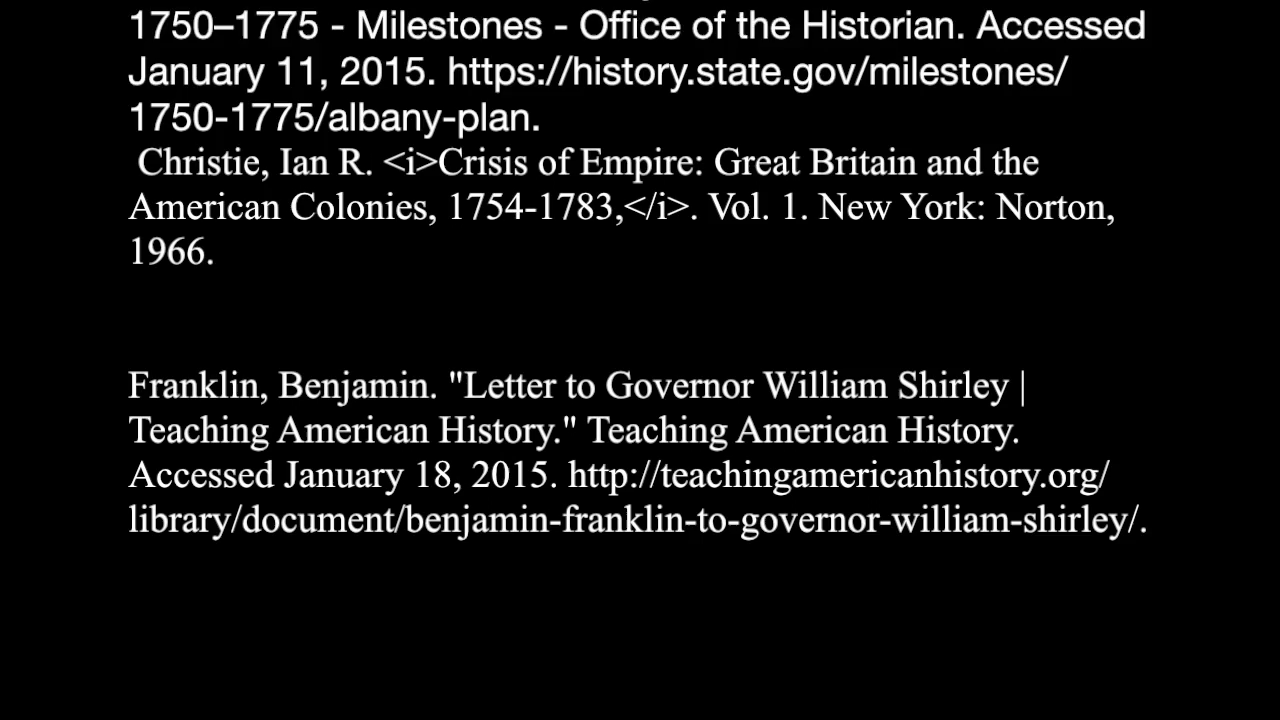 1750–1775 - Milestones - Office of the Historian. Accessed
January 11, 2015. https://history.state.gov/milestones/
1750-1775/albany-plan.
Christie, Ian R. <i>Crisis of Empire: Great Britain and the
American Colonies, 1754-1783,</i>. Vol. 1. New York: Norton,
1966.
Franklin, Benjamin. "Letter to Governor William Shirley |
Teaching American History." Teaching American History.
Accessed January 18, 2015. http://teachingamericanhistory.org/
library/document/benjamin-franklin-to-governor-william-shirley/.